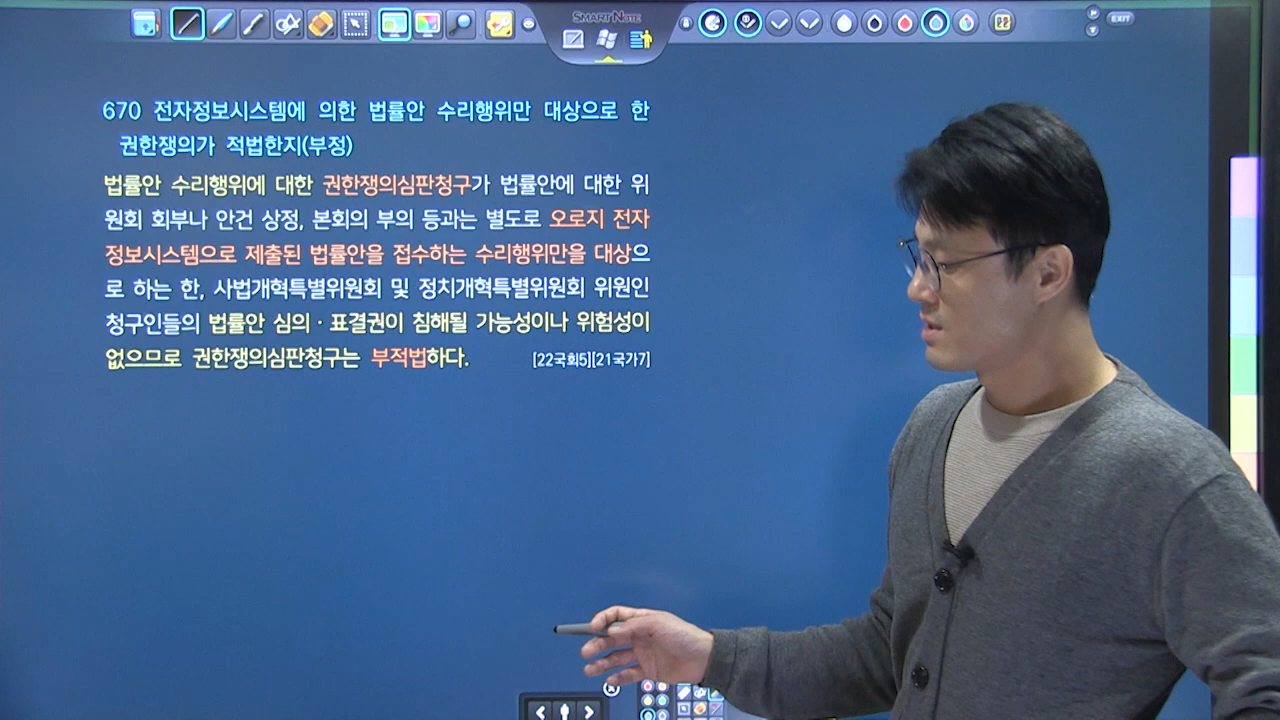 SMART NOTE
EXIT
670 전자정보시스템에 의한 법률안 수리행위만 대상으로 한
권한쟁의가 적법한지(부정)
법률안 수리행위에 대한 권한쟁의심판청구가 법률안에 대한 위
원회 회부나 안건 상정, 본회의 부의 등과는 별도로 오로지 전자
정보시스템으로 제출된 법률안을 접수하는 수리행위만을 대상으
로 하는 한, 사법개혁특별위원회 및 정치개혁특별위원회 위원인
청구인들의 법률안 심의·표결권이 침해될 가능성이나 위험성이
없으므로 권한쟁의심판청구는 부적법하다. [22국회5][21국가7]